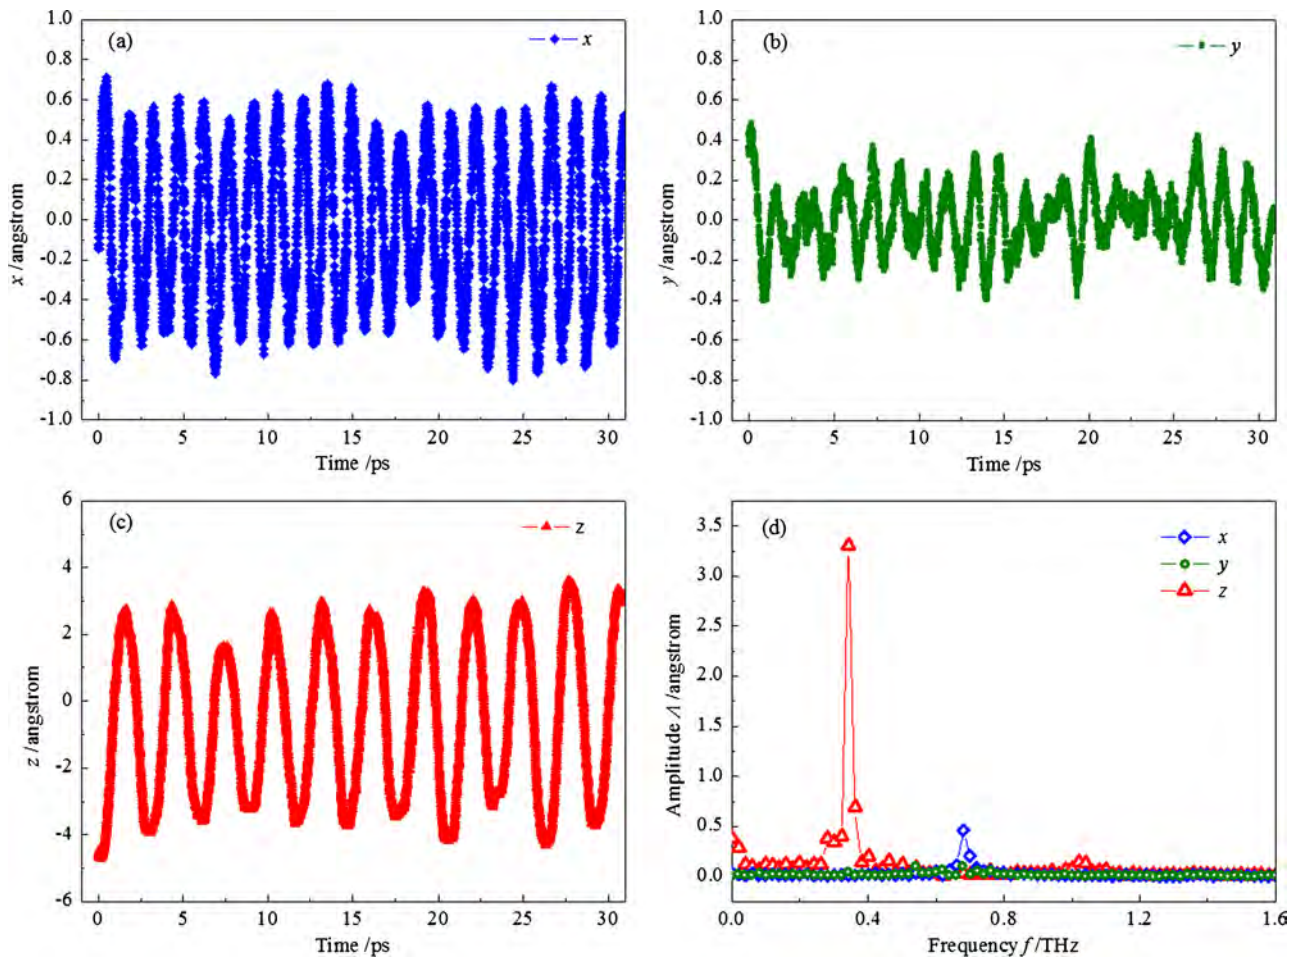 (a)
x
1.0
0.8
0.6
0.4
0.2
0.0
-0.2
-0.4
-0.6
-0.8
-1.0
x /angstrom
0 5 10 15 20 25 30
Time /ps
(b)
y
1.0
0.8
0.6
0.4
0.2
0.0
-0.2
-0.4
-0.6
-0.8
-1.0
y /angstrom
0 5 10 15 20 25 30
Time /ps
(c)
z
6
4
2
0
-2
-4
-6
z /angstrom
0 5 10 15 20 25 30
Time /ps
(d)
x
y
z
3.5
3.0
2.5
2.0
1.5
1.0
0.5
0.0
Amplitude A /angstrom
0.0 0.4 0.8 1.2 1.6
Frequency f /THz